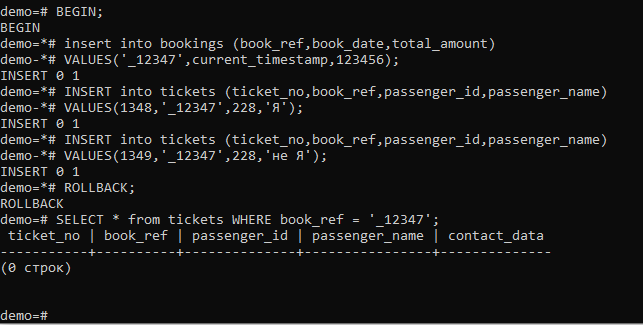 demo=# BEGIN;
BEGIN
demo=*# insert into bookings (book_ref,book_date,total_amount)
demo-*# VALUES('_12347',current_timestamp,123456);
INSERT 0 1
demo=*# INSERT into tickets (ticket_no,book_ref,passenger_id,passenger_name)
demo-*# VALUES(1348,'_12347',228,'Я');
INSERT 0 1
demo=*# INSERT into tickets (ticket_no,book_ref,passenger_id,passenger_name)
demo-*# VALUES(1349,'_12347',228,'не Я');
INSERT 0 1
demo=*# ROLLBACK;
ROLLBACK
demo=# SELECT * from tickets WHERE book_ref = '_12347';
 ticket_no | book_ref | passenger_id | passenger_name | contact_data
-----------+----------+--------------+----------------+--------------
(0 строк)
demo=#